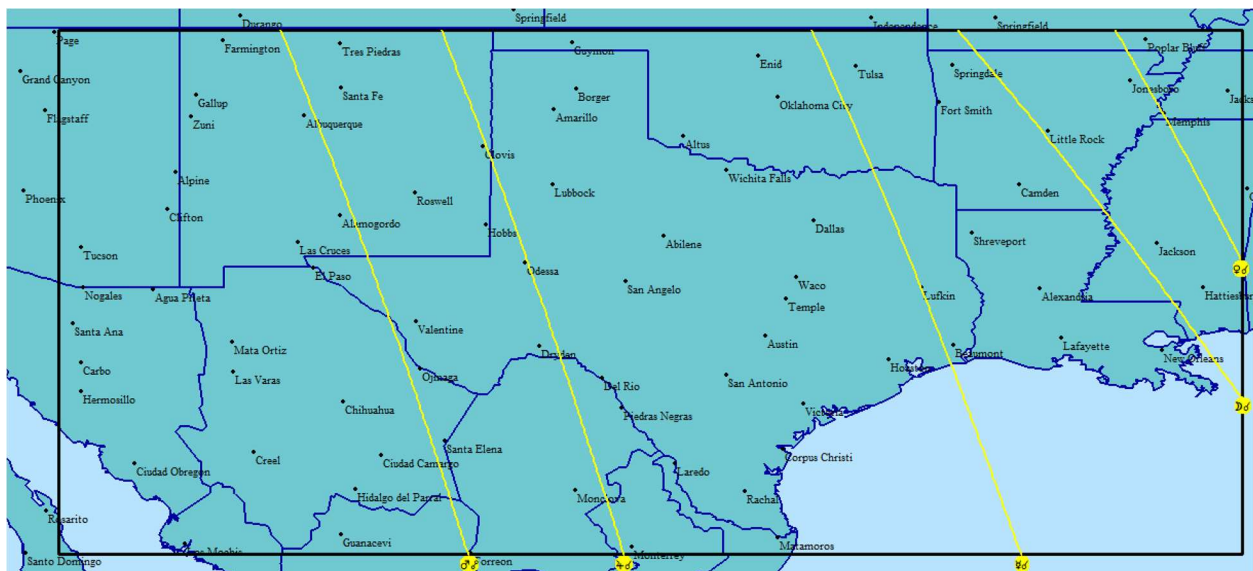 Durango
Springfield
Independence
Springfield
Page
Farmington
Tres Piedras
Guymon
Poplar Bluff
Grand Canyon
Enid
Tulsa
Springdale
Gallup
Santa Fe
Borger
Oklahoma City
Fort Smith
Jonesboro
Jacks
Flagstaff
Zuni
Albuquerque
Amarillo
Memphis
Little Rock
Clovis
Altus
Alpine
Wichita Falls
Phoenix
Roswell
Lubbock
Camden
Clifton
Alamogordo
Hobbs
Dallas
Tucson
Las Cruces
Abilene
Shreveport
Jackson
El Paso
Odessa
Nogales
Agua Prieta
San Angelo
Waco
Lufkin
Alexandria
Hattiesburg
Temple
Santa Ana
Valentine
Mata Ortiz
Dryden
Austin
Beaumont
Lafayette
New Orleans
Carbo
Las Varas
Ojinaga
Del Rio
San Antonio
Houston
Hermosillo
Chihuahua
Piedras Negras
Victoria
Santa Elena
Ciudad Obregon
Creel
Ciudad Camargo
Laredo
Corpus Christi
Hidalgo del Parral
Monclova
Rachal
Rosarito
Guanacevi
Matamoros
Los Mochis
Santo Domingo
Torreon
Monterrey